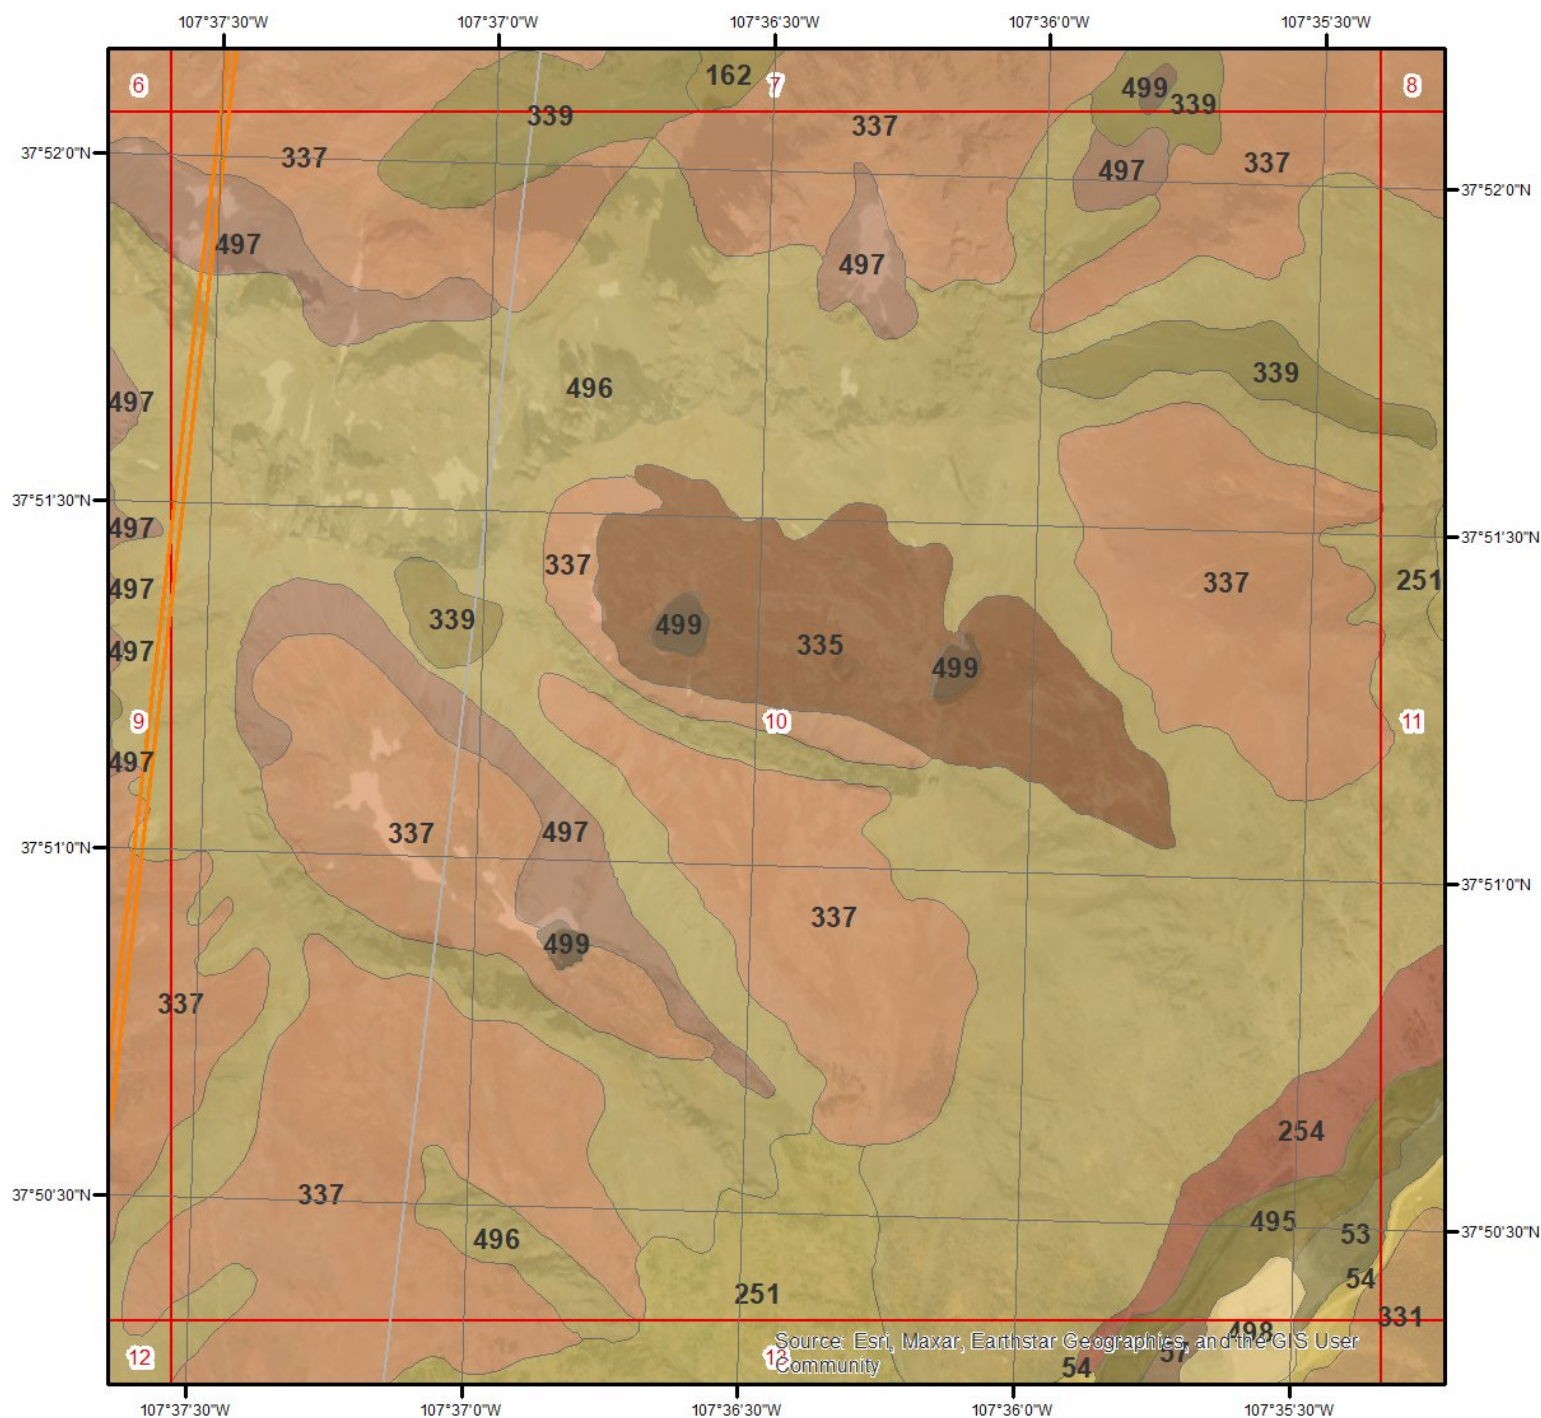 107°37'30"W 107°37'0"W 107°36'30"W 107°36'0"W 107°35'30"W
162
6 7 499 8
339 339
337
37°52'0"N 337 337
497 37°52'0"N
497
497
339
496
497
37°51'30"N
497 37°51'30"N
337
251
497 337
339 499 335
497 499
9 10 11
497
337 497
37°51'0"N
37°51'0"N
337
499
337
254
337
37°50'30"N
495
53 37°50'30"N
496
54
251
331
498
Source: Esri, Maxar, Earthstar Geographics, and the GIS User
57
12 13 Community 54
107°37'30"W 107°37'0"W 107°36'30"W 107°36'0"W 107°35'30"W